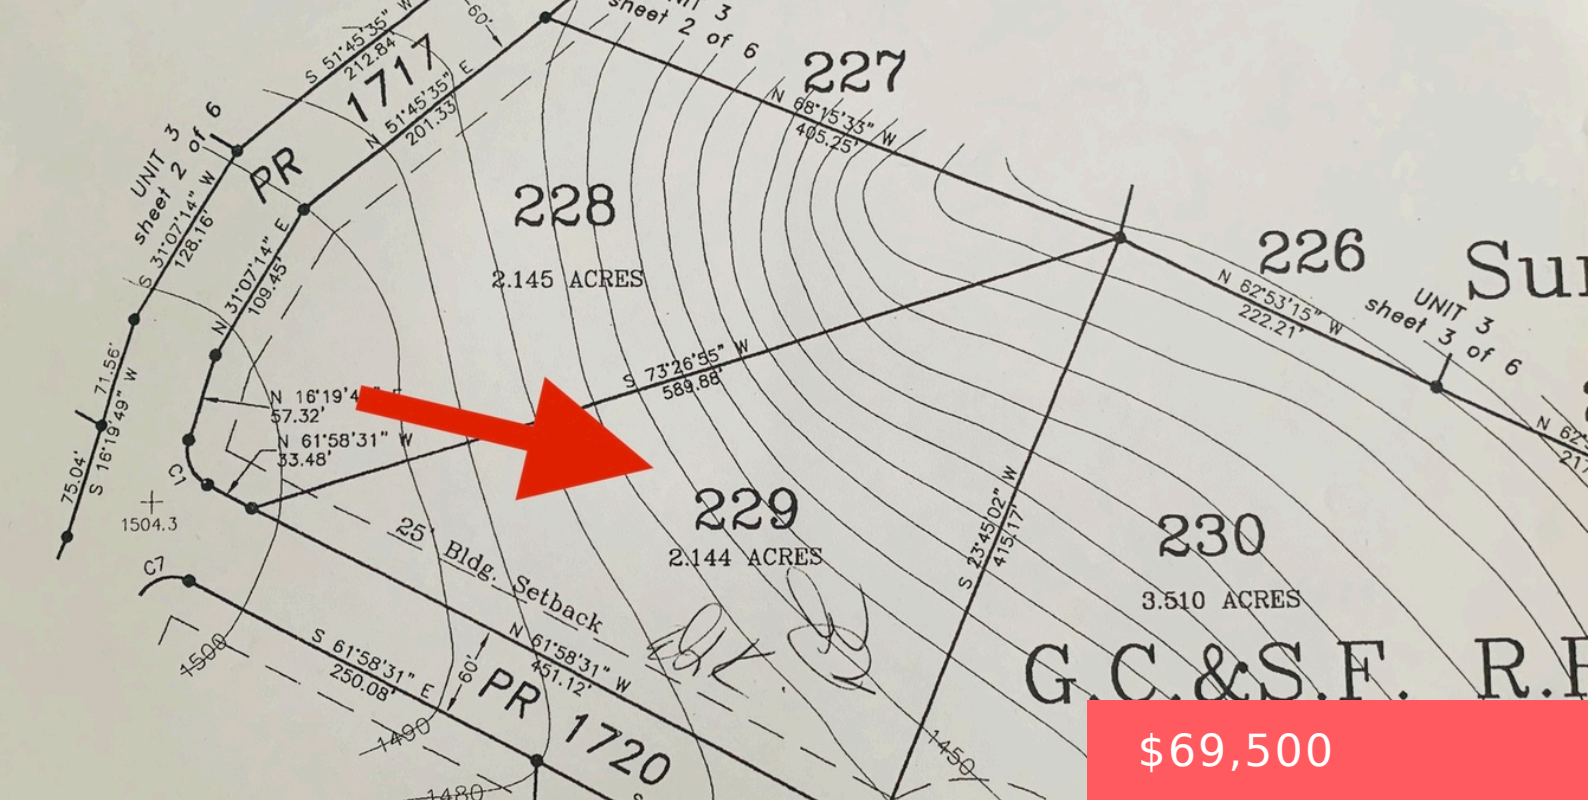 S 51°45'35" W
212.84'
60'
UNIT 3
sheet 2 of 6
1717
N 51°45'35" E
201.33'
227
N 68°15'33" W
405.25'
UNIT 3
sheet 2 of 6
PR
S 31°07'14" W
128.16'
N 31°07'14" E
109.45'
228
2.145 ACRES
226
Sur
N 62°53'15" W
222.21'
UNIT 3
sheet 3 of 6
71.56'
S 16°19'49" W
75.04'
S 73°26'55" W
589.88'
57.32'
N 61°58'31" W
33.48'
C1
1504.3
C7
25' Bldg. Setback
229
2.144 ACRES
S 23°45'02" W
415.17'
230
3.510 ACRES
N 61°58'31" W
451.12'
S 61°58'31" E
250.08'
60'
PR 1720
1500
1490
1480
1450
G.C.&S.F. R.R
$69,500